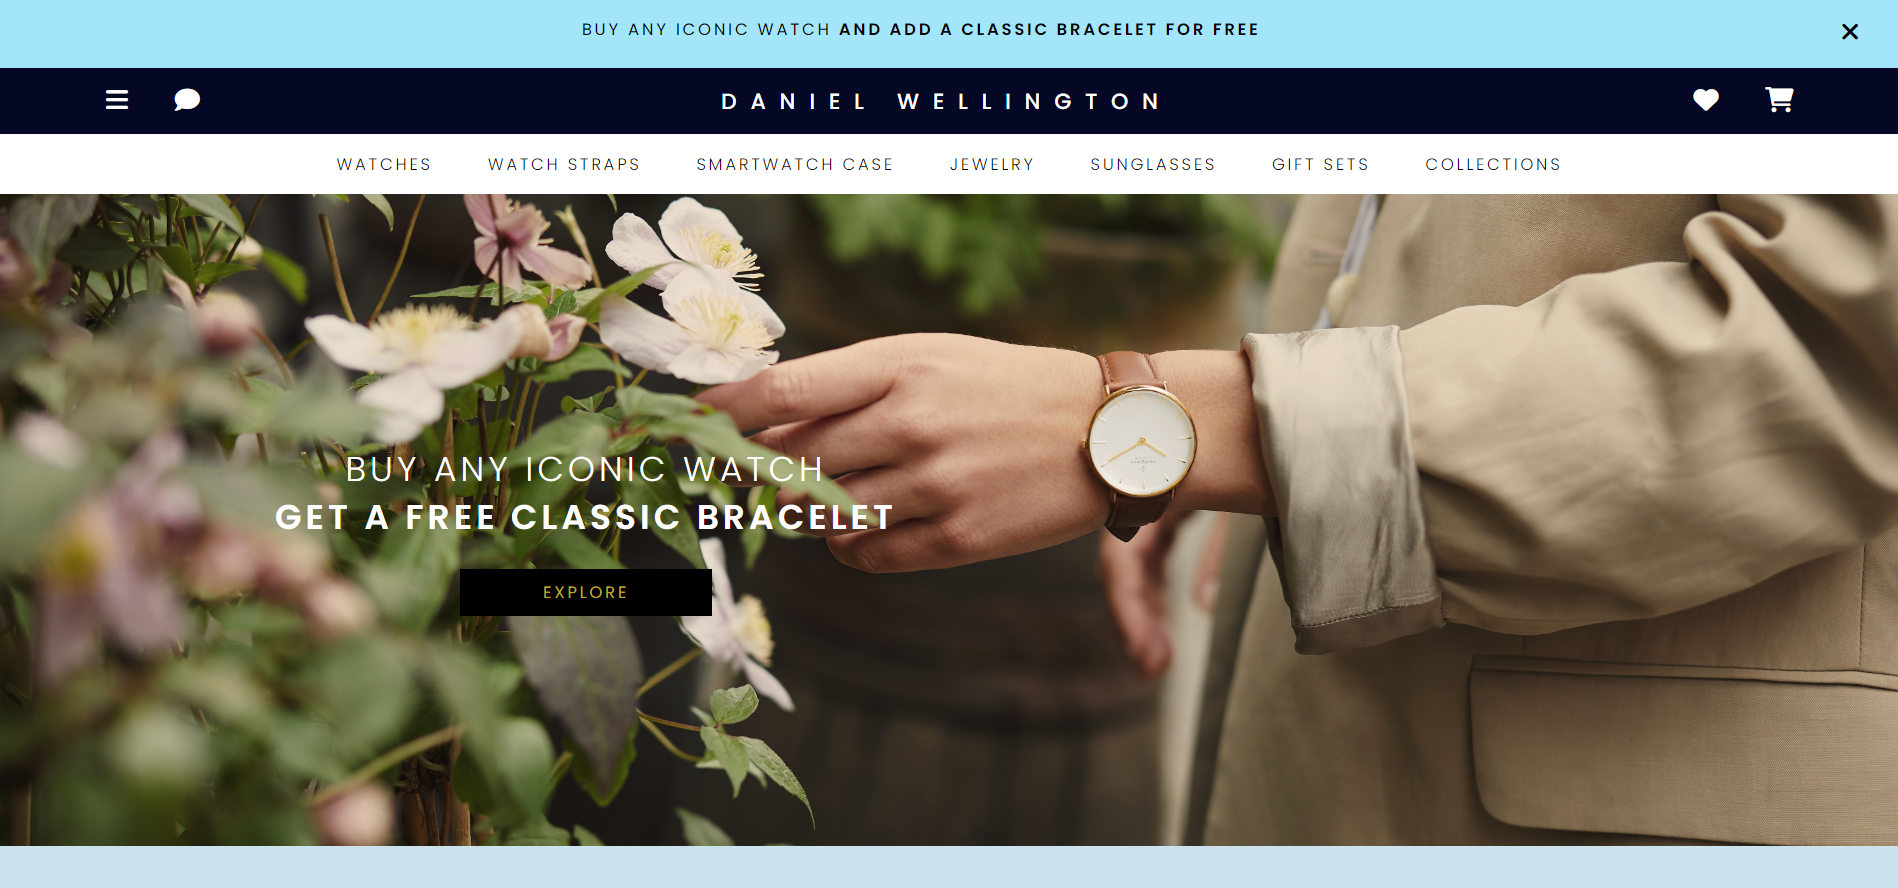 BUY ANY ICONIC WATCH AND ADD A CLASSIC BRACELET FOR FREE
DANIEL WELLINGTON
WATCHES WATCH STRAPS SMARTWATCH CASE JEWELRY SUNGLASSES GIFT SETS COLLECTIONS
BUY ANY ICONIC WATCH
GET A FREE CLASSIC BRACELET
EXPLORE